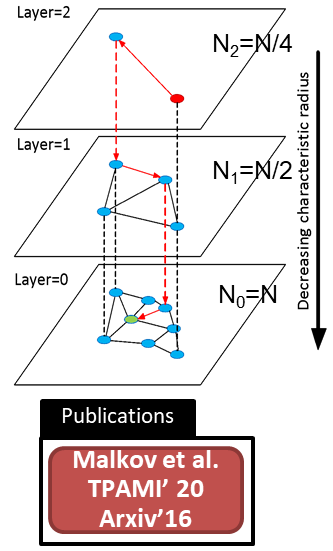 Layer=2
N2=N/4
Layer=1
N1=N/2
Layer=0
N0=N
Decreasing characteristic radius
Publications
Malkov et al.
TPAMI’ 20
Arxiv’16